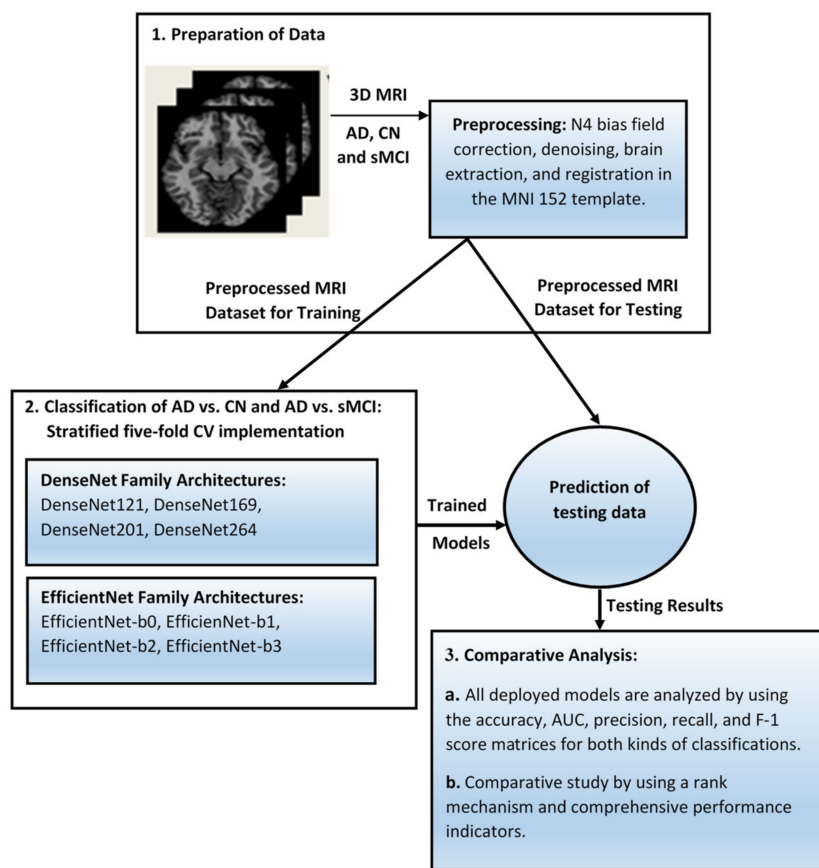 1. Preparation of Data
3D MRI
AD, CN
and sMCI
Preprocessing: N4 bias field
correction, denoising, brain
extraction, and registration in
the MNI 152 template.
Preprocessed MRI
Dataset for Training
Preprocessed MRI
Dataset for Testing
2. Classification of AD vs. CN and AD vs. sMCI:
Stratified five-fold CV implementation
DenseNet Family Architectures:
DenseNet121, DenseNet169,
DenseNet201, DenseNet264
EfficientNet Family Architectures:
EfficientNet-b0, EfficienNet-b1,
EfficientNet-b2, EfficientNet-b3
Trained
Models
Prediction of
testing data
Testing Results
3. Comparative Analysis:
a. All deployed models are analyzed by using
the accuracy, AUC, precision, recall, and F-1
score matrices for both kinds of classifications.
b. Comparative study by using a rank
mechanism and comprehensive performance
indicators.